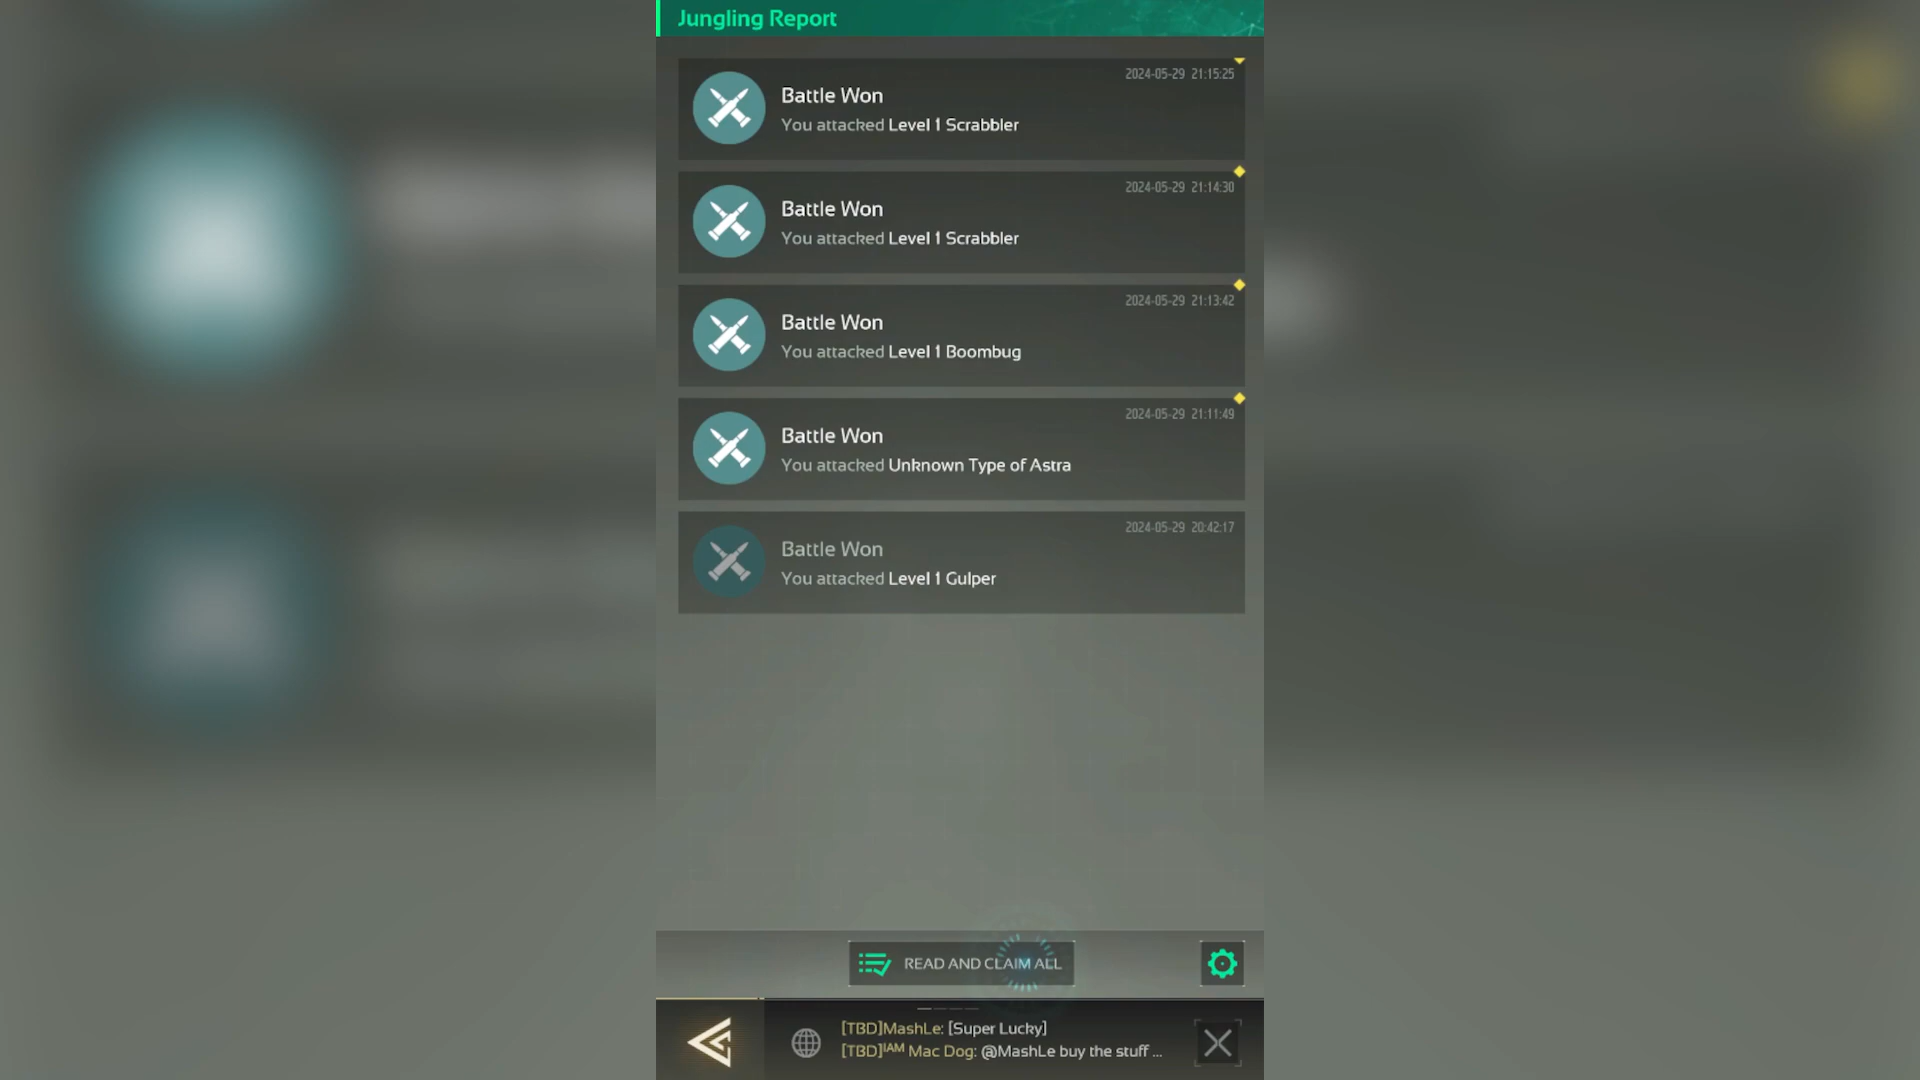 Jungling Report
2024-05-29 21:15:25
Battle Won
You attacked Level 1 Scrabbler
2024-05-29 21:14:30
Battle Won
You attacked Level 1 Scrabbler
2024-05-29 21:13:42
Battle Won
You attacked Level 1 Boombug
2024-05-29 21:11:49
Battle Won
You attacked Unknown Type of Astra
2024-05-29 20:42:17
Battle Won
You attacked Level 1 Gulper
READ AND CLAIM ALL
[TBD]MashLe: [Super Lucky]
[TBD]IAM Mac Dog: @MashLe buy the stuff ...